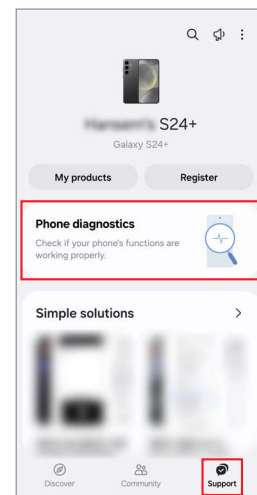 S24+
Galaxy S24+
My products
Register
Phone diagnostics
Check if your phone's functions are
working properly.
Simple solutions
Discover
Community
Support